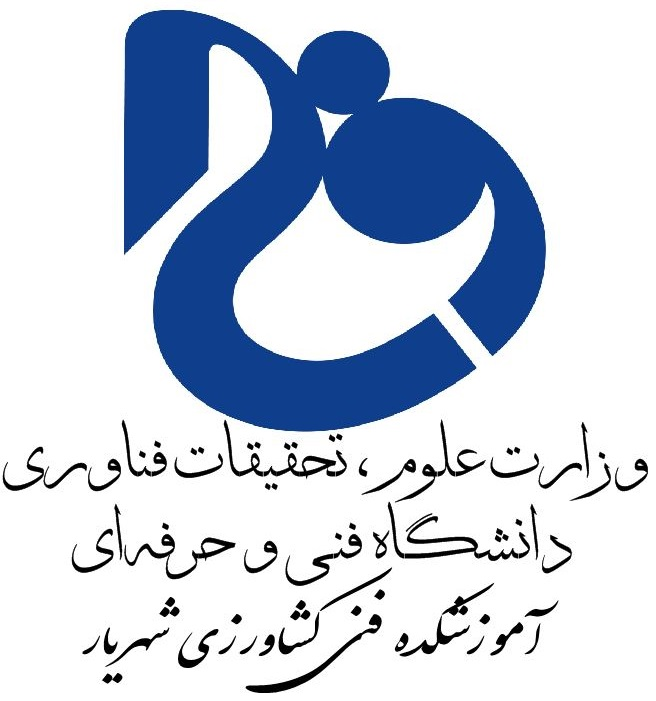 وزارت علوم ، تحقیقات فناوری
دانشگاه فنی و حرفه‌ای
آموزشکده فنی کشاورزی شهریار